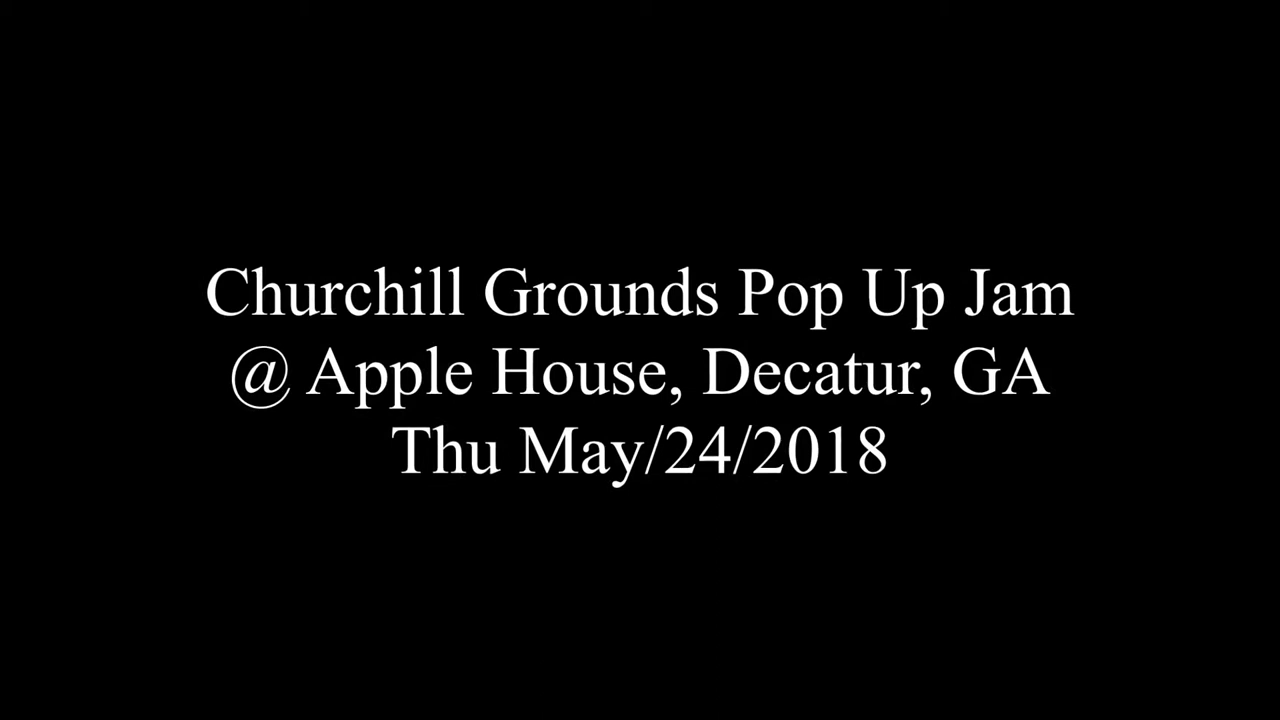 Churchill Grounds Pop Up Jam
@ Apple House, Decatur, GA
Thu May/24/2018